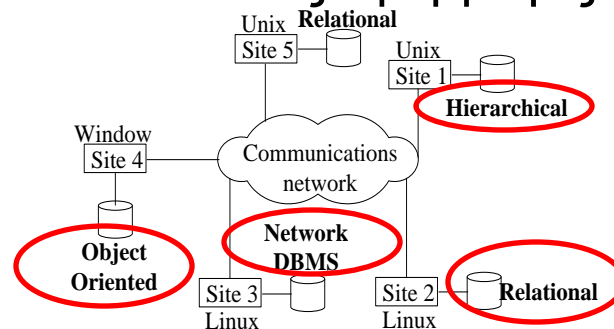 Unix
Relational
Site 5
Unix
Site 1
Hierarchical
Window
Site 4
Communications
network
Object
Oriented
Network
DBMS
Site 3
Linux
Site 2
Linux
Relational